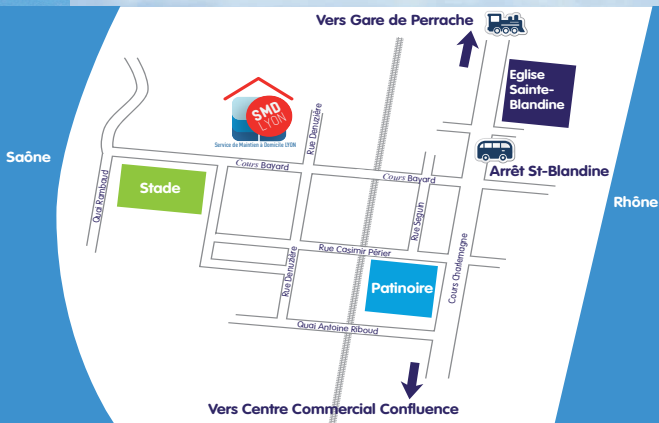 Vers Gare de Perrache
Eglise
Sainte-
Blandine
SMD
LYON
Service de Maintien à Domicile LYON
Rue Denuzière
Arrêt St-Blandine
Saône
Cours Bayard
Cours Bayard
Stade
Quai Rambaud
Rhône
Rue Seguin
Rue Casimir Périer
Cours Charlemagne
Rue Denuzière
Patinoire
Quai Antoine Riboud
Vers Centre Commercial Confluence